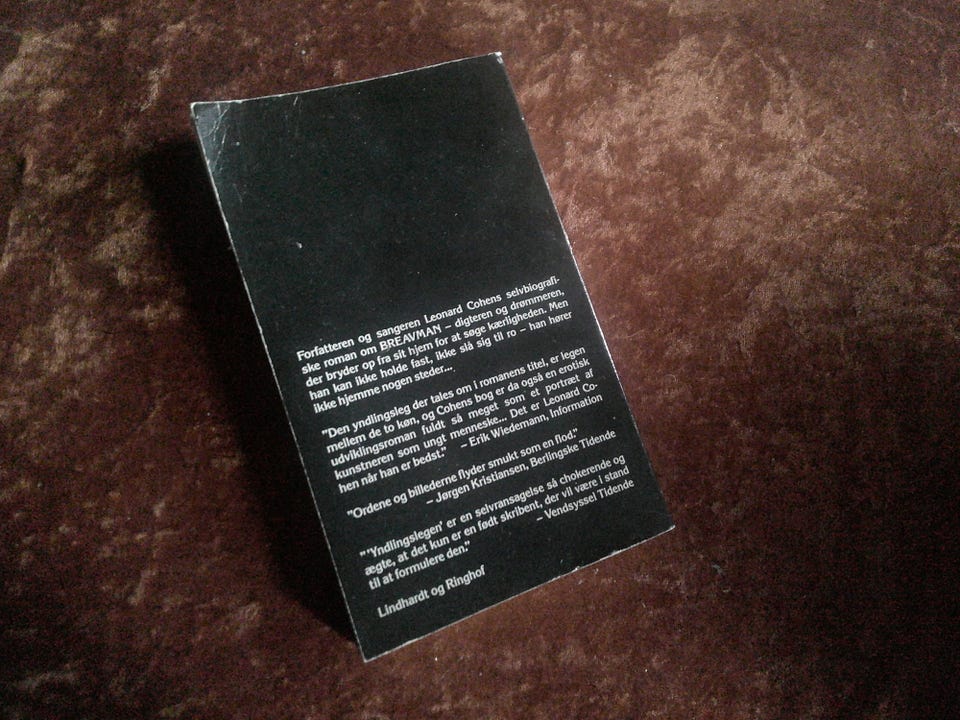 Forfatteren og sangeren Leonard Cohens selvbiografi-
ske roman om BREAVMAN – digteren og drømmeren,
der bryder op fra sit hjem for at søge kærligheden. Men
han kan ikke holde fast, ikke slå sig til ro – han hører
ikke hjemme nogen steder...
"Den yndlingsleg der tales om i romanens titel, er legen
mellem de to køn, og Cohens bog er da også en erotisk
udviklingsroman fuldt så meget som et portræt af
kunstneren som ungt menneske... Det er Leonard Co-
hen når han er bedst." – Erik Wiedemann, Information
"Ordene og billederne flyder smukt som en flod."
– Jørgen Kristiansen, Berlingske Tidende
"'Yndlingslegen' er en selvransagelse så chokerende og
ægte, at det kun er en født skribent, der vil være i stand
til at formulere den."
– Vendsyssel Tidende
Lindhardt og Ringhof